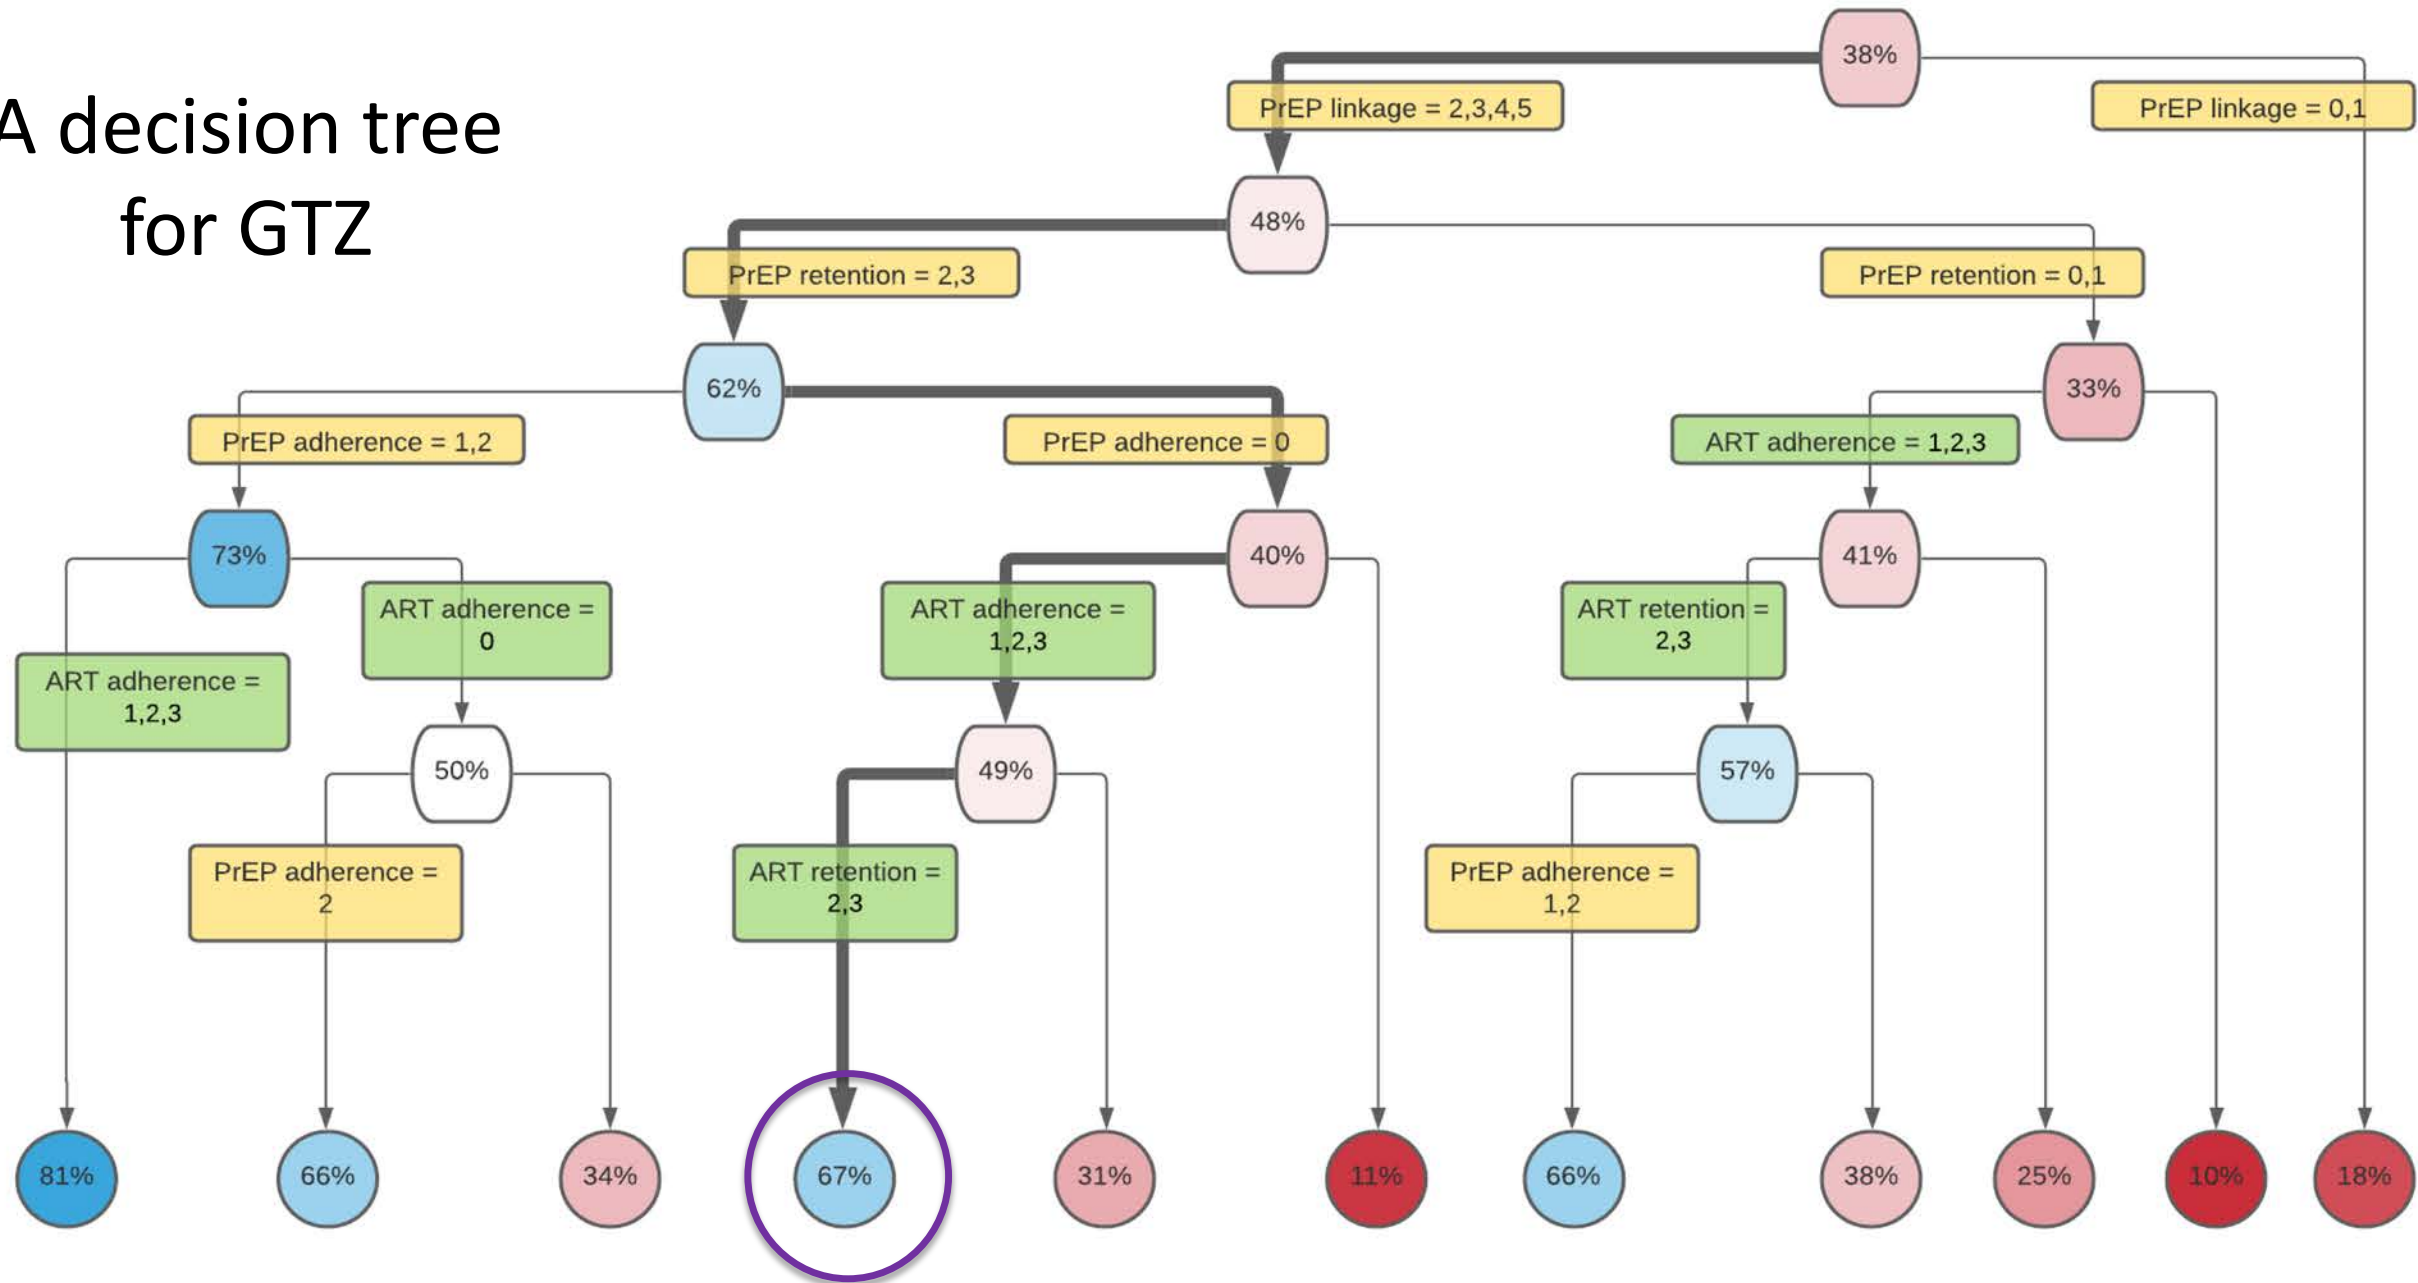 A decision tree
for GTZ
38%
PrEP linkage = 2,3,4,5
PrEP linkage = 0,1
48%
PrEP retention = 2,3
PrEP retention = 0,1
62%
33%
PrEP adherence = 1,2
PrEP adherence = 0
ART adherence = 1,2,3
73%
40%
41%
ART adherence =
0
ART adherence =
1,2,3
ART retention =
2,3
ART adherence =
1,2,3
50%
49%
57%
PrEP adherence =
2
ART retention =
2,3
PrEP adherence =
1,2
81%
66%
34%
67%
31%
11%
66%
38%
25%
10%
18%